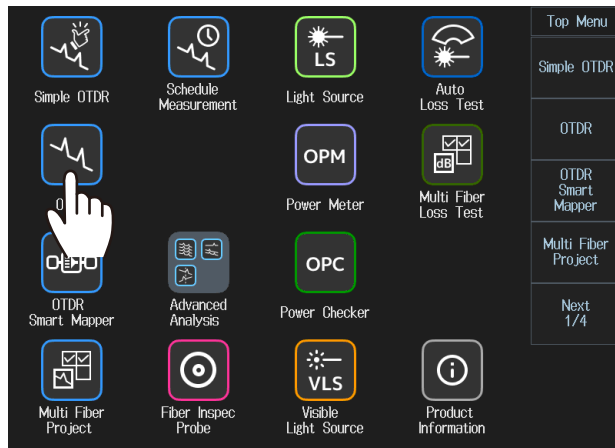 Top Menu
Simple OTDR
Schedule
Measurement
LS
Light Source
Auto
Loss Test
Simple OTDR
OTDR
O
OPM
Power Meter
dB
Multi Fiber
Loss Test
OTDR
Smart
Mapper
OTDR
Smart Mapper
Advanced
Analysis
OPC
Power Checker
Multi Fiber
Project
Next
1/4
Multi Fiber
Project
Fiber Inspec
Probe
VLS
Visible
Light Source
Product
Information